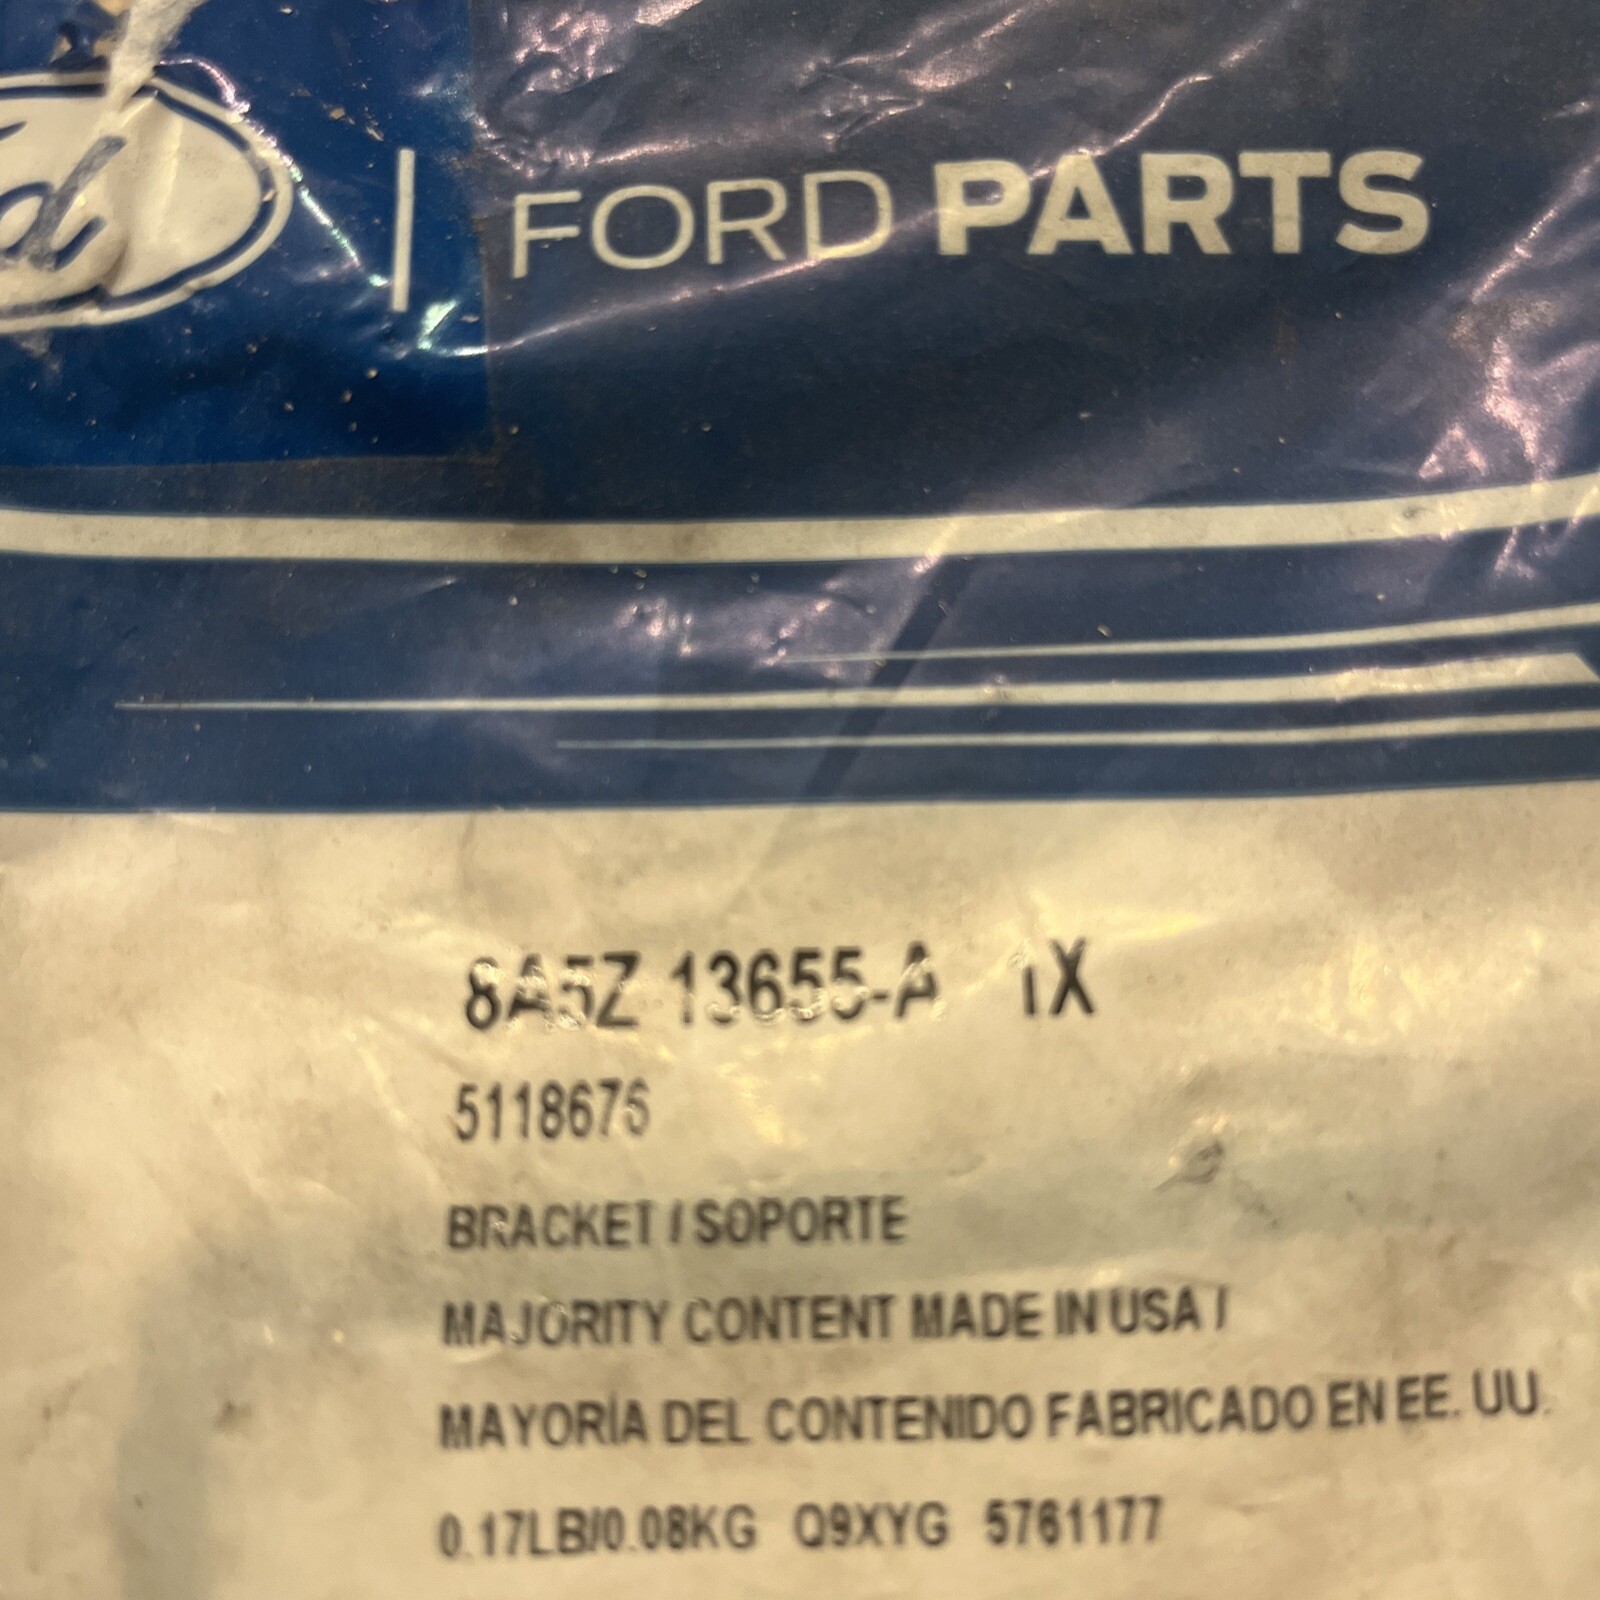 FORD PARTS
8A5Z 13655-A 1X
5118676
BRACKET / SOPORTE
MAJORITY CONTENT MADE IN USA /
MAYORÍA DEL CONTENIDO FABRICADO EN EE. UU.
0.17LB/0.08KG Q9XYG 5761177